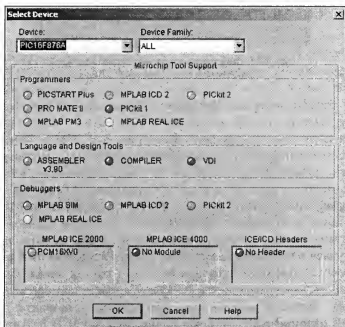 Select Device
Device: Device Family:
PIC16F876A ALL
Microchip Tool Support
Programmers
PICSTART Plus MPLAB ICD 2 PICkit 2
PRO MATE II PICkit 1
MPLAB PM3 MPLAB REAL ICE
Language and Design Tools
ASSEMBLER COMPILER VDI
v3.90
Debuggers
MPLAB SIM MPLAB ICD 2 PICkit 2
MPLAB REAL ICE
MPLAB ICE 2000 MPLAB ICE 4000 ICE/ICD Headers
PCM16XV0 No Module No Header
OK Cancel Help